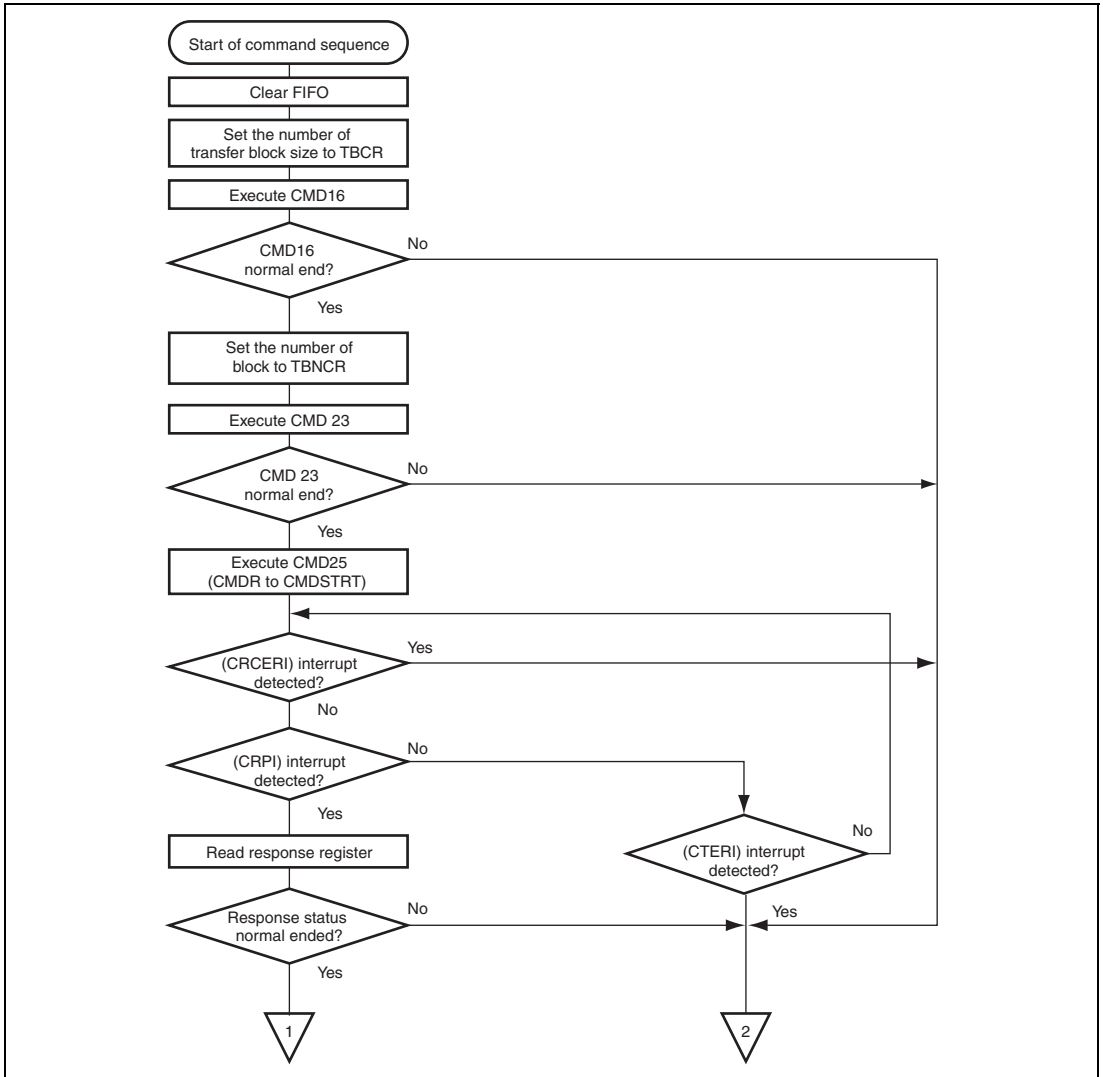 Start of command sequence
Clear FIFO
Set the number of
transfer block size to TBCR
Execute CMD16
CMD16
normal end?
No
Yes
Set the number of
block to TBNCR
Execute CMD 23
CMD 23
normal end?
No
Yes
Execute CMD25
(CMDR to CMDSTRT)
(CRCERI) interrupt
detected?
Yes
No
(CRPI) interrupt
detected?
No
Yes
(CTERI) interrupt
detected?
No
Yes
Read response register
Response status
normal ended?
No
Yes
1
2